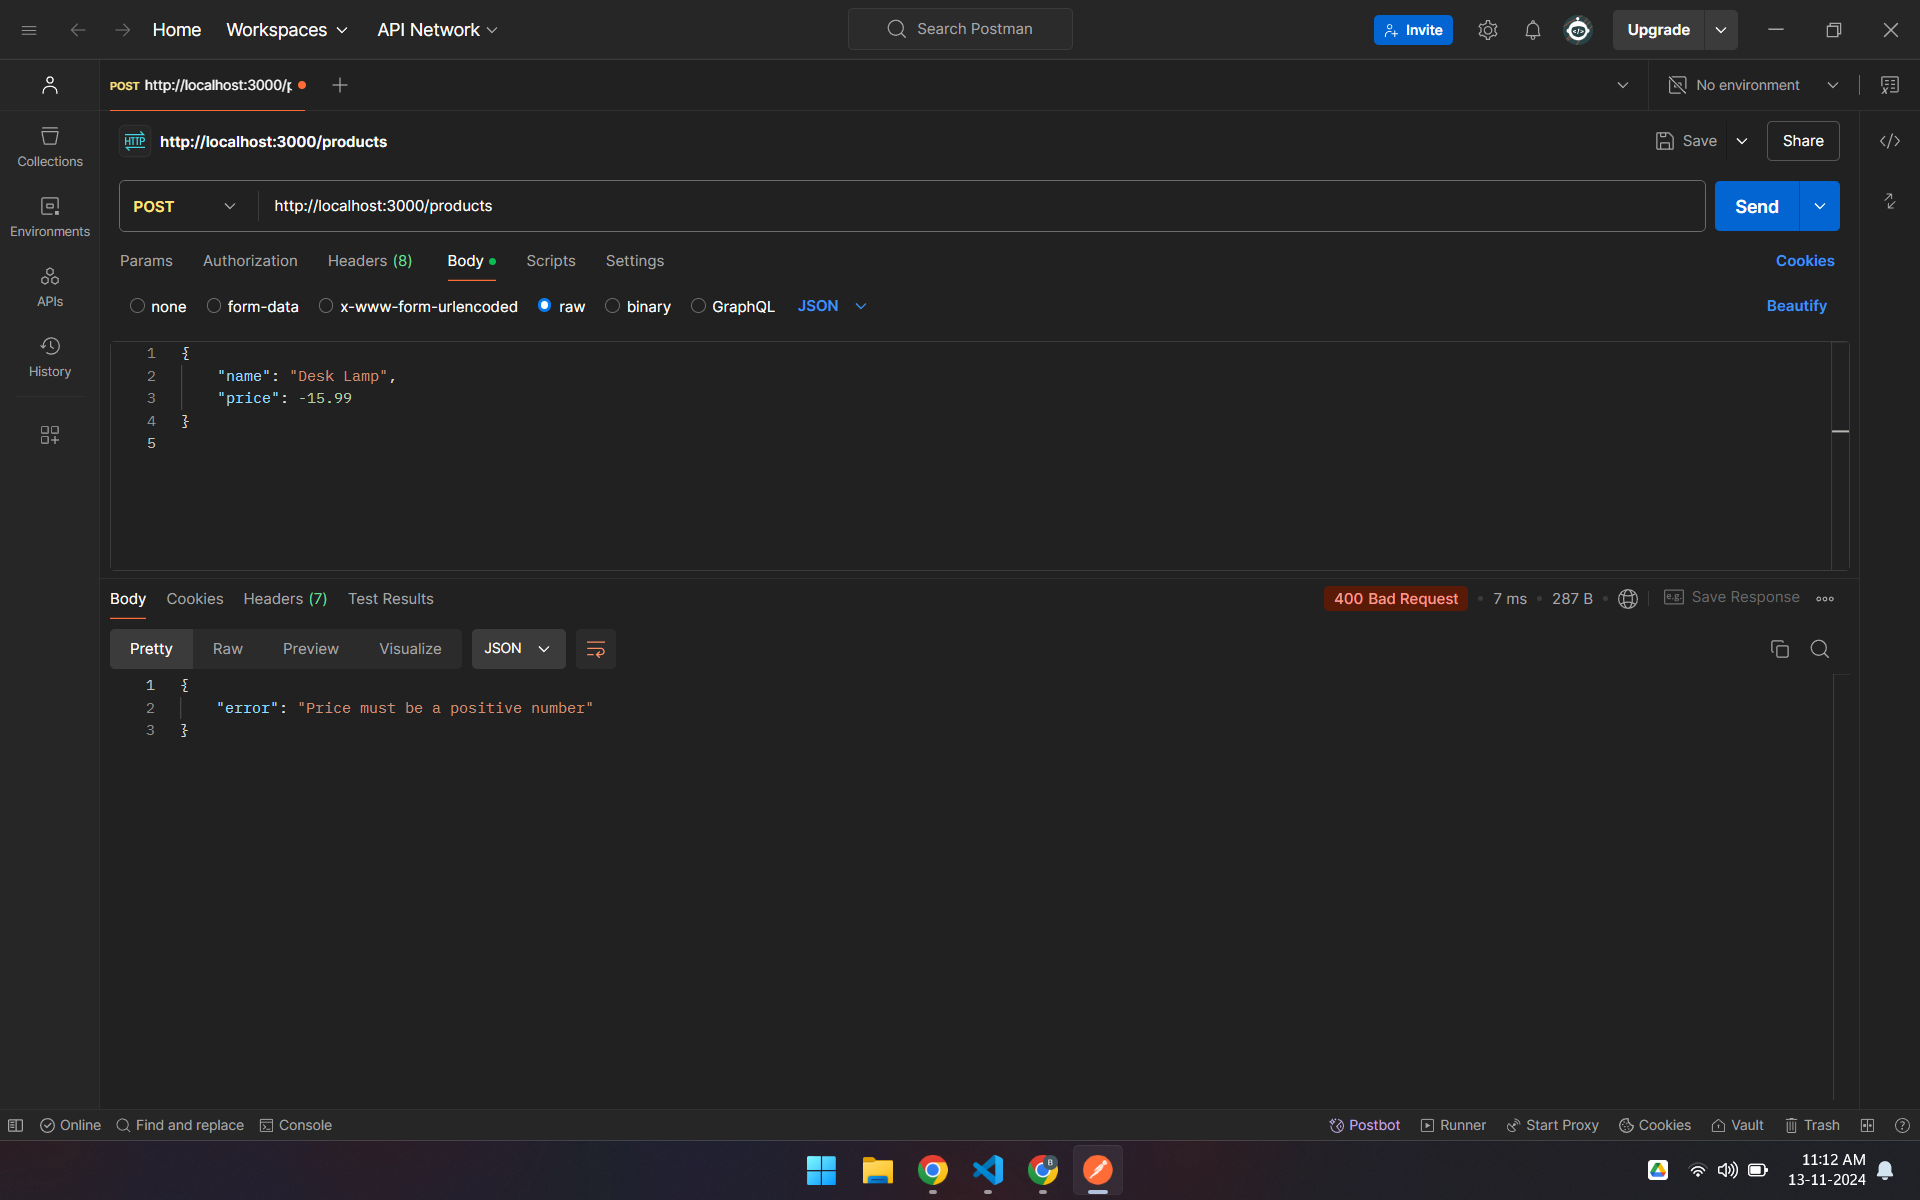 Home Workspaces API Network Search Postman Invite Upgrade
POST http://localhost:3000/p No environment
HTTP http://localhost:3000/products Save Share
Collections
Environments
APIs
History
POST http://localhost:3000/products Send
Params Authorization Headers (8) Body Scripts Settings Cookies
none form-data x-www-form-urlencoded raw binary GraphQL JSON Beautify
1 {
2 "name": "Desk Lamp",
3 "price": -15.99
4 }
5
Body Cookies Headers (7) Test Results 400 Bad Request • 7 ms • 287 B • e.g. Save Response
Pretty Raw Preview Visualize JSON
1 {
2 "error": "Price must be a positive number"
3 }
Online Find and replace Console Postbot Runner Start Proxy Cookies Vault Trash
11:12 AM
13-11-2024